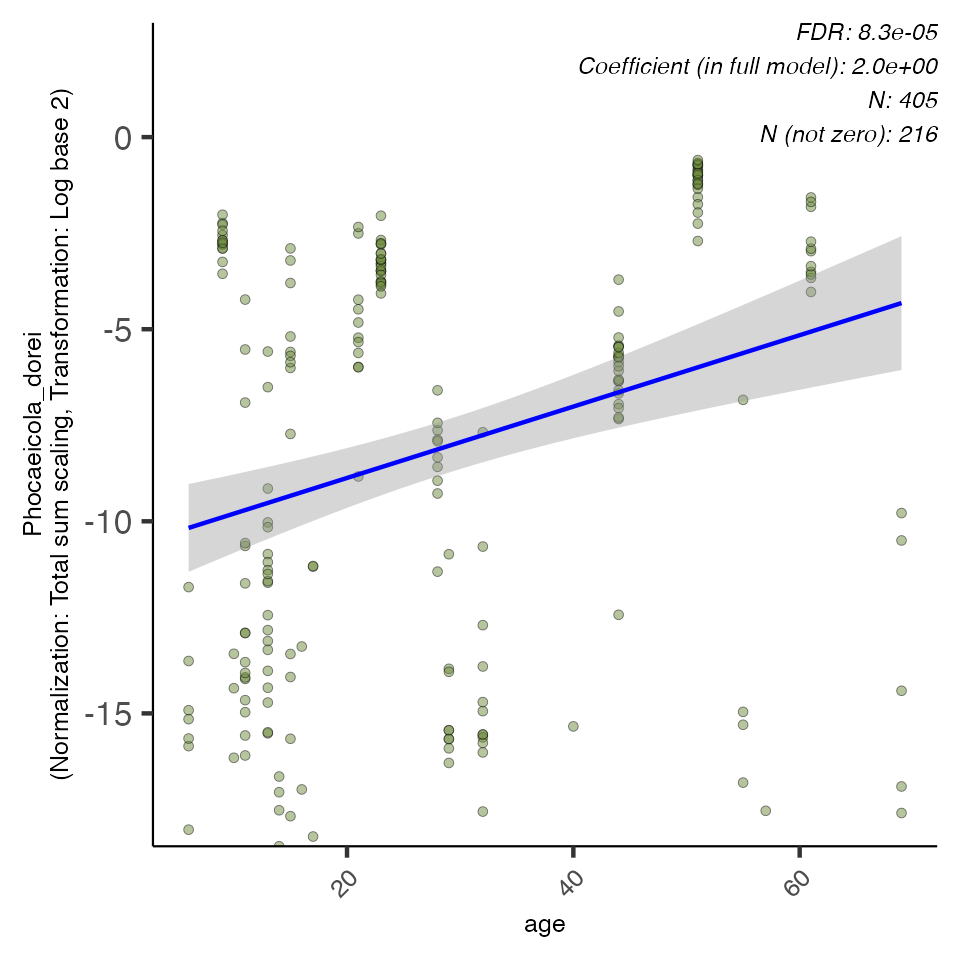 FDR: 8.3e-05
Coefficient (in full model): 2.0e+00
N: 405
N (not zero): 216
Phocaeicola_dorei
(Normalization: Total sum scaling, Transformation: Log base 2)
0
-5
-10
-15
20
40
60
age